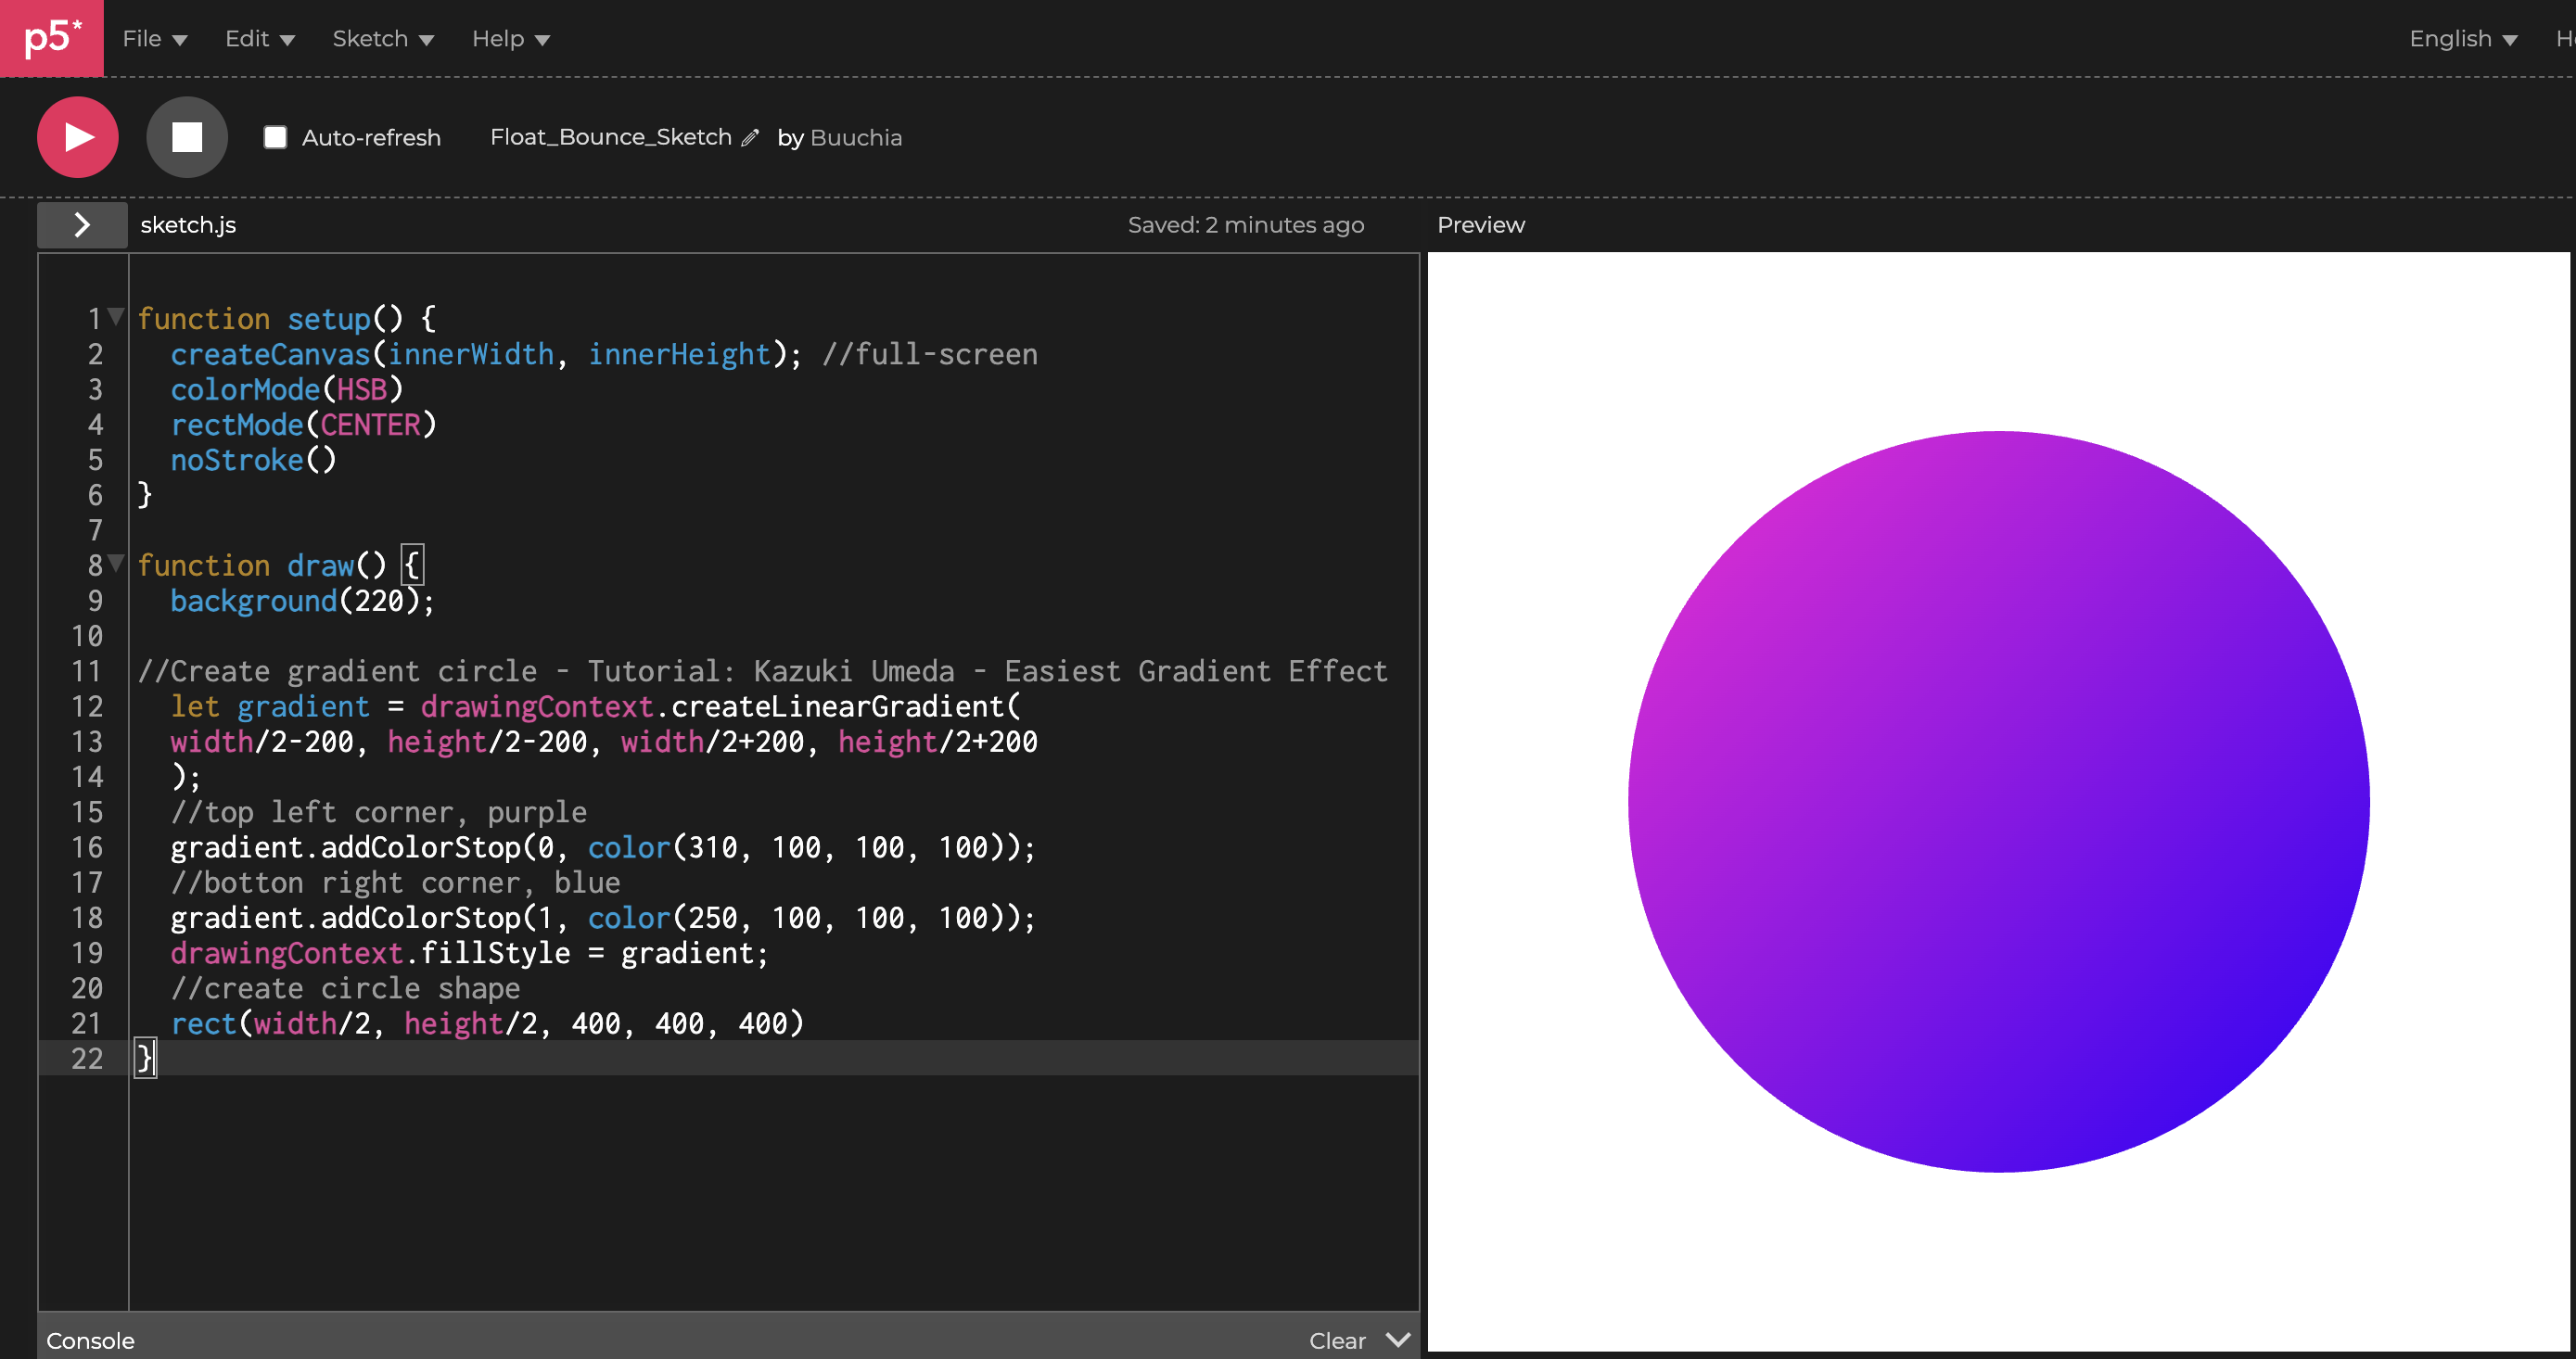 p5* File Edit Sketch Help English
Auto-refresh Float_Bounce_Sketch by Buuchia
sketch.js Saved: 2 minutes ago Preview
1 function setup() {
2 createCanvas(innerWidth, innerHeight); //full-screen
3 colorMode(HSB)
4 rectMode(CENTER)
5 noStroke()
6 }
7
8 function draw() {
9 background(220);
10
11 //Create gradient circle - Tutorial: Kazuki Umeda - Easiest Gradient Effect
12 let gradient = drawingContext.createLinearGradient(
13 width/2-200, height/2-200, width/2+200, height/2+200
14 );
15 //top left corner, purple
16 gradient.addColorStop(0, color(310, 100, 100, 100));
17 //botton right corner, blue
18 gradient.addColorStop(1, color(250, 100, 100, 100));
19 drawingContext.fillStyle = gradient;
20 //create circle shape
21 rect(width/2, height/2, 400, 400, 400)
22 }
Console Clear